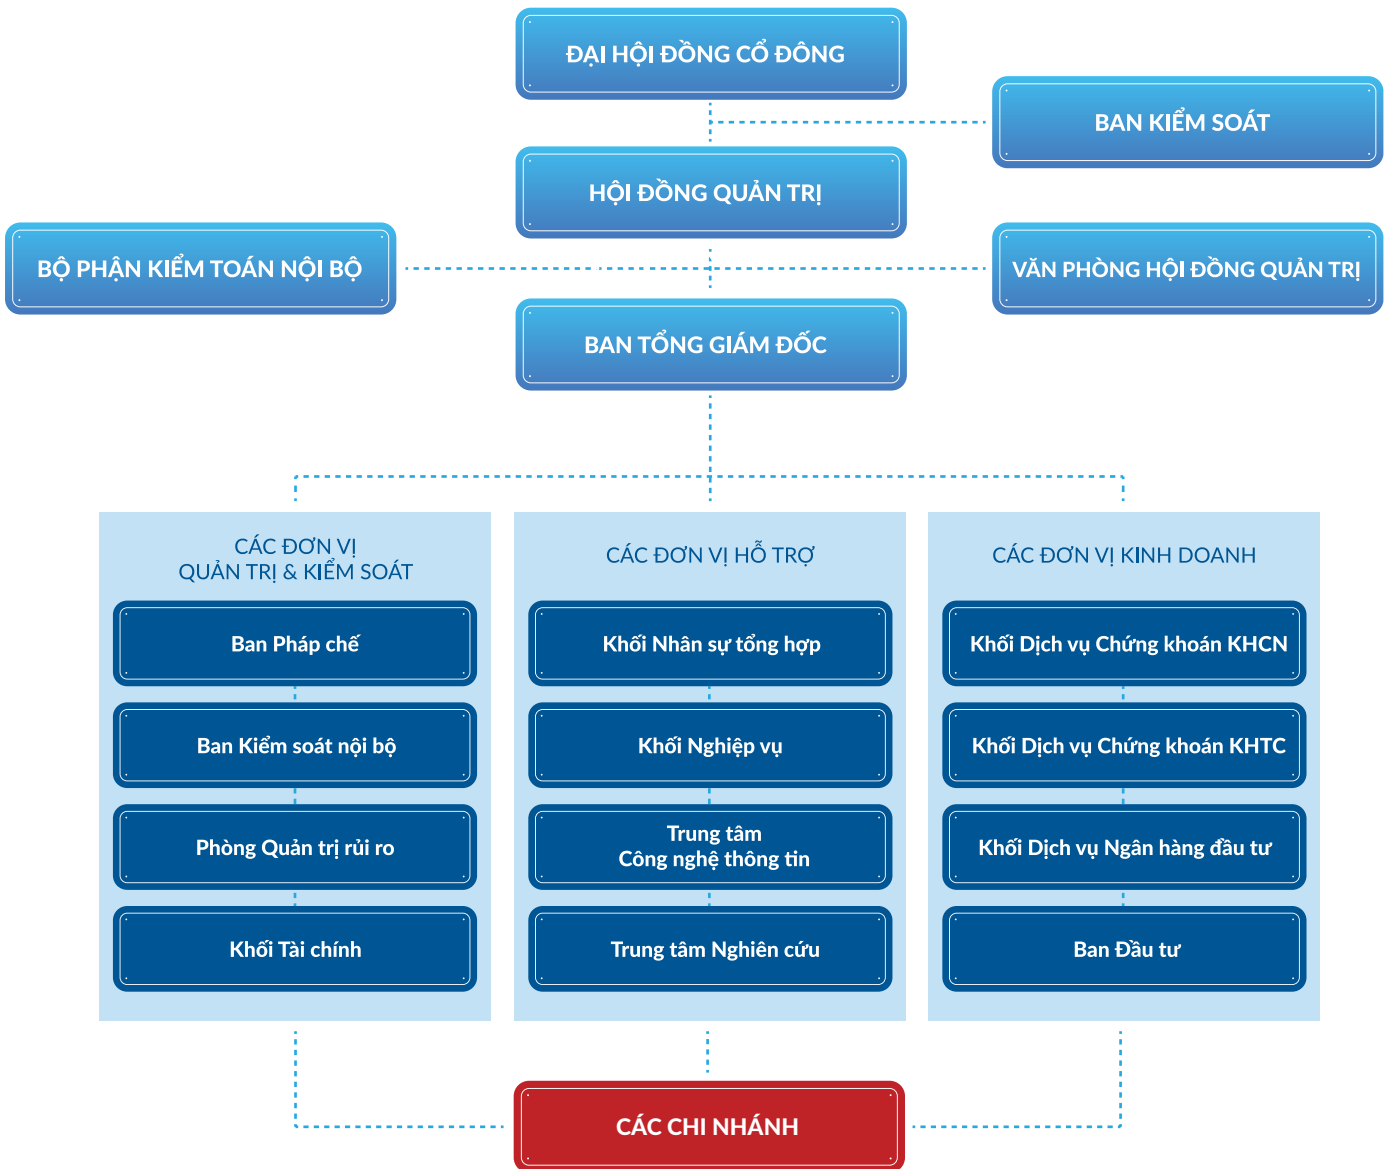 ĐẠI HỘI ĐỒNG CỔ ĐÔNG
BAN KIỂM SOÁT
HỘI ĐỒNG QUẢN TRỊ
BỘ PHẬN KIỂM TOÁN NỘI BỘ
VĂN PHÒNG HỘI ĐỒNG QUẢN TRỊ
BAN TỔNG GIÁM ĐỐC
CÁC ĐƠN VỊ
QUẢN TRỊ & KIỂM SOÁT
Ban Pháp chế
Ban Kiểm soát nội bộ
Phòng Quản trị rủi ro
Khối Tài chính
CÁC ĐƠN VỊ HỖ TRỢ
Khối Nhân sự tổng hợp
Khối Nghiệp vụ
Trung tâm
Công nghệ thông tin
Trung tâm Nghiên cứu
CÁC ĐƠN VỊ KINH DOANH
Khối Dịch vụ Chứng khoán KHCN
Khối Dịch vụ Chứng khoán KHTC
Khối Dịch vụ Ngân hàng đầu tư
Ban Đầu tư
CÁC CHI NHÁNH